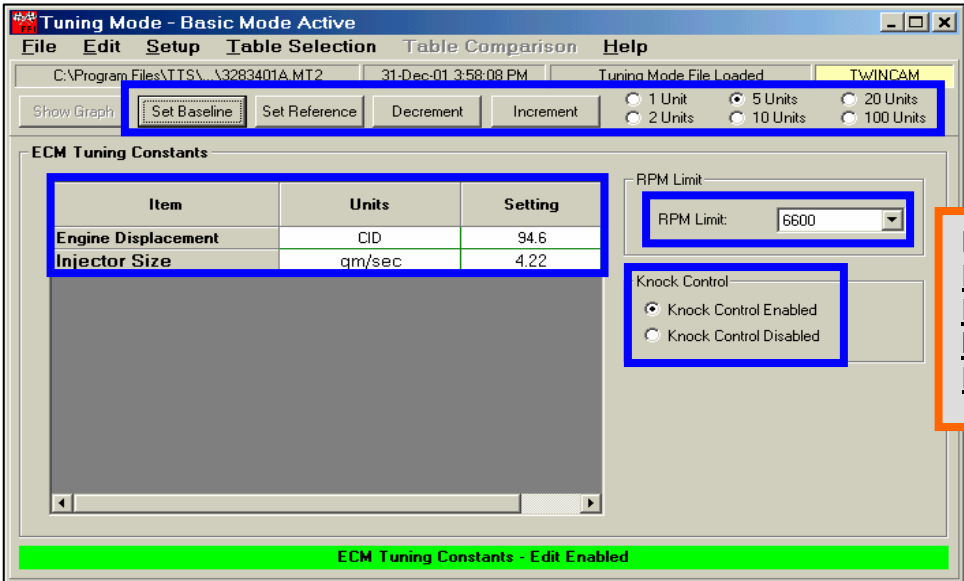 Tuning Mode - Basic Mode Active
File Edit Setup Table Selection Table Comparison Help
C:\Program Files\TTS\...\3283401A.MT2 31-Dec-01 3:58:08 PM Tuning Mode File Loaded TWINCAM
Show Graph Set Baseline Set Reference Decrement Increment 1 Unit 5 Units 20 Units
2 Units 10 Units 100 Units
ECM Tuning Constants
Item Units Setting
Engine Displacement CID 94.6
Injector Size gm/sec 4.22
RPM Limit
RPM Limit: 6600
Knock Control
Knock Control Enabled
Knock Control Disabled
ECM Tuning Constants - Edit Enabled